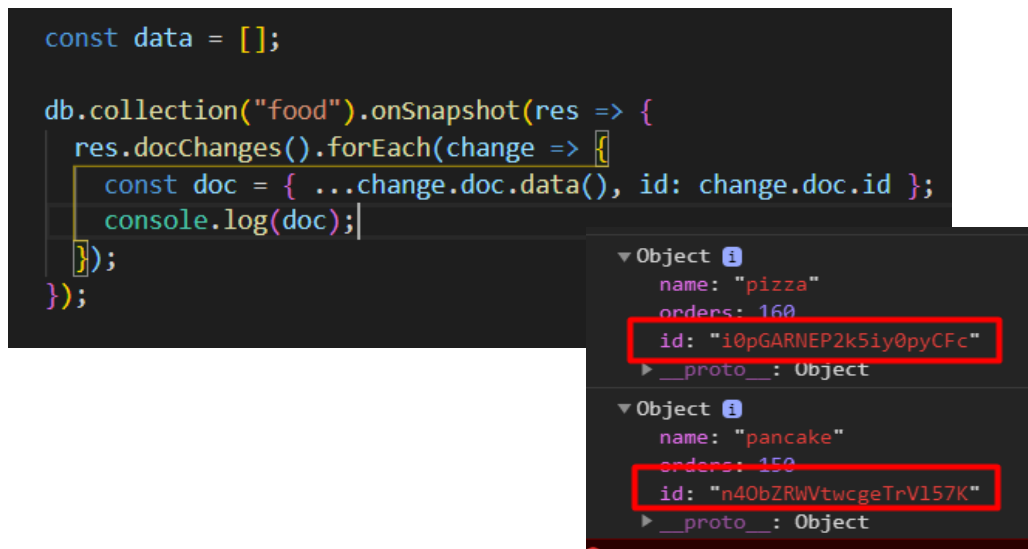 const data = [];
db.collection("food").onSnapshot(res => {
res.docChanges().forEach(change => {
const doc = { ...change.doc.data(), id: change.doc.id };
console.log(doc);
});
});
▼Object i
name: "pizza"
orders: 160
id: "i0pGARNEP2k5iy0pyCFc"
▶__proto__: Object
▼Object i
name: "pancake"
orders: 150
id: "n4ObZRWVtwcgeTrVl57K"
▶__proto__: Object